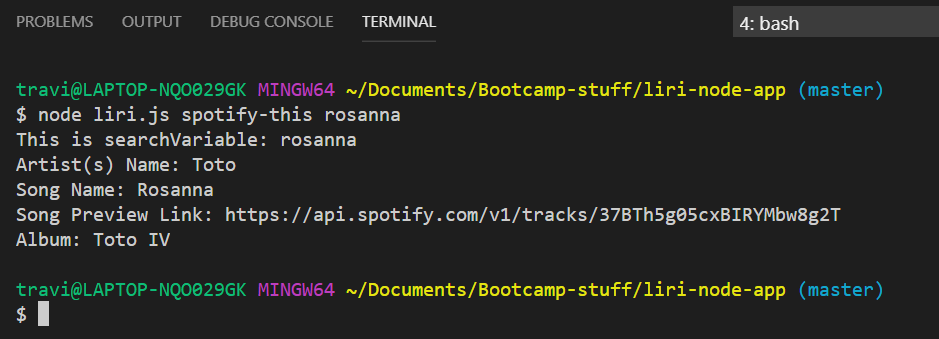 PROBLEMS OUTPUT DEBUG CONSOLE TERMINAL 4: bash
travi@LAPTOP-NQO029GK MINGW64 ~/Documents/Bootcamp-stuff/liri-node-app (master)
$ node liri.js spotify-this rosanna
This is searchVariable: rosanna
Artist(s) Name: Toto
Song Name: Rosanna
Song Preview Link: https://api.spotify.com/v1/tracks/37BTh5g05cxBIRYMbw8g2T
Album: Toto IV
travi@LAPTOP-NQO029GK MINGW64 ~/Documents/Bootcamp-stuff/liri-node-app (master)
$